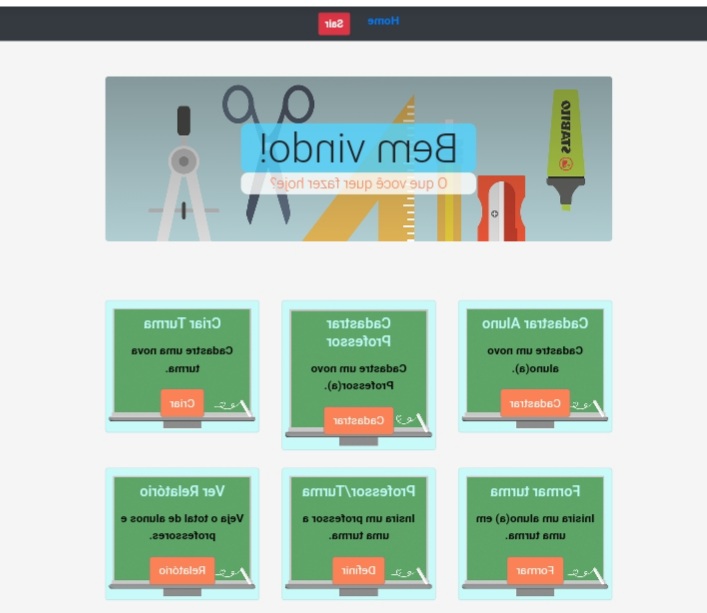 Home Sair
Bem vindo!
O que você quer fazer hoje?
STABILO
Cadastrar Aluno
Cadastre um novo
aluno(a).
Cadastrar
Cadastrar
Professor
Cadastre um novo
Professor(a).
Cadastrar
Criar Turma
Cadastre uma nova
turma.
Criar
Formar turma
Inisira um aluno(a) em
uma turma.
Formar
Professor/Turma
Insira um professor a
uma turma.
Definir
Ver Relatório
Veja o total de alunos e
professores.
Relatório